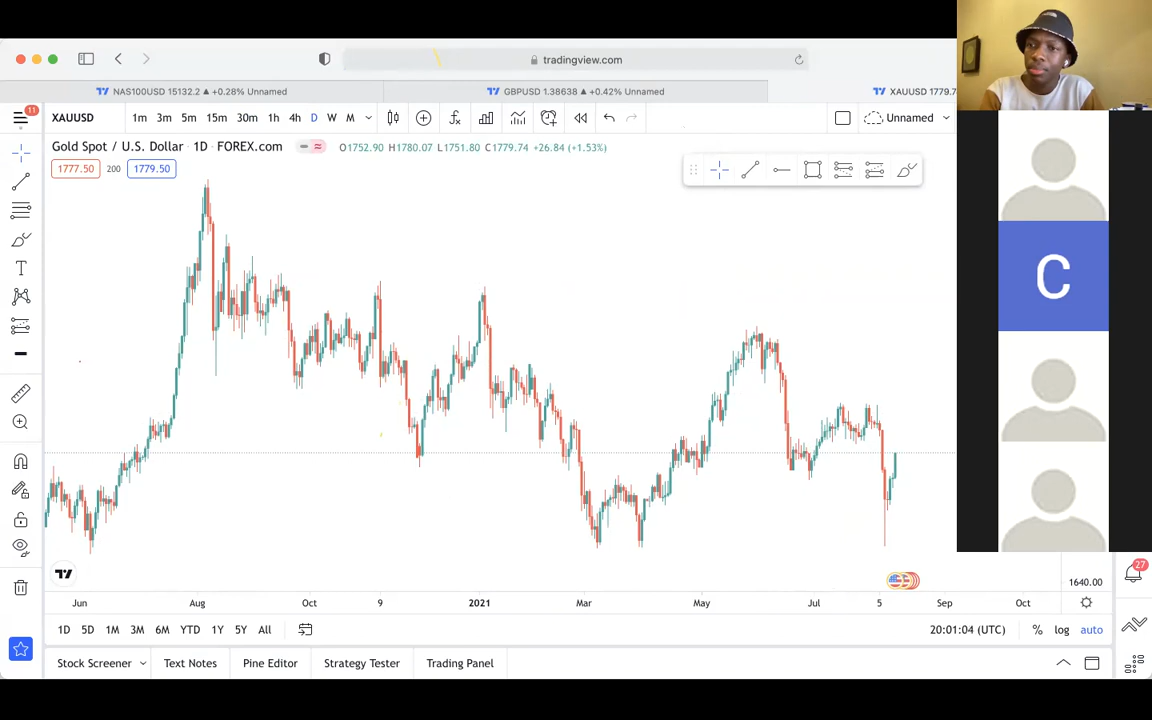 tradingview.com
NAS100USD 15132.2 ▲ +0.28% Unnamed
GBPUSD 1.38638 ▲ +0.42% Unnamed
XAUUSD 1779.7
11
XAUUSD
1m 3m 5m 15m 30m 1h 4h D W M
Unnamed
Gold Spot / U.S. Dollar · 1D · FOREX.com
O1752.90 H1780.07 L1751.80 C1779.74 +26.84 (+1.53%)
1777.50 200 1779.50
C
1640.00
27
Jun Aug Oct 9 2021 Mar May Jul 5 Sep Oct
1D 5D 1M 3M 6M YTD 1Y 5Y All
20:01:04 (UTC) % log auto
Stock Screener Text Notes Pine Editor Strategy Tester Trading Panel